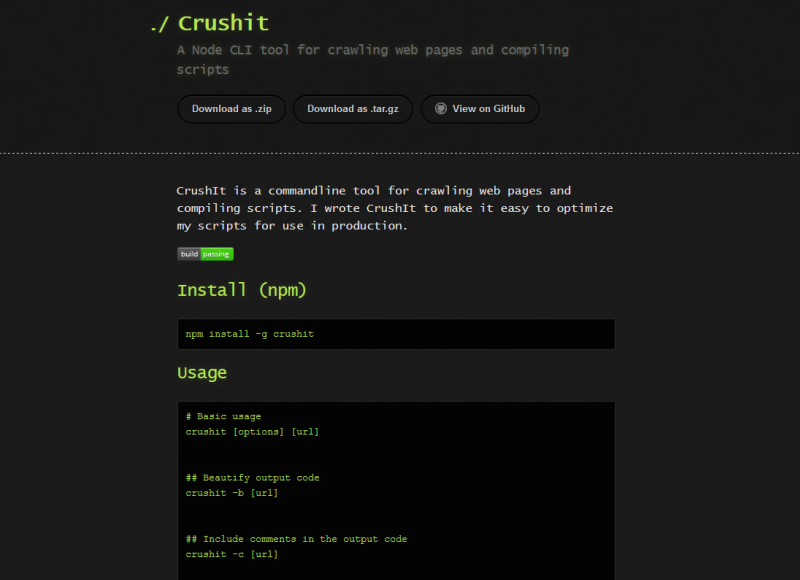 ./ Crushit
A Node CLI tool for crawling web pages and compiling
scripts
Download as .zip
Download as .tar.gz
View on GitHub
CrushIt is a commandline tool for crawling web pages and
compiling scripts. I wrote CrushIt to make it easy to optimize
my scripts for use in production.
build passing
Install (npm)
npm install -g crushit
Usage
# Basic usage
crushit [options] [url]
## Beautify output code
crushit -b [url]
## Include comments in the output code
crushit -c [url]